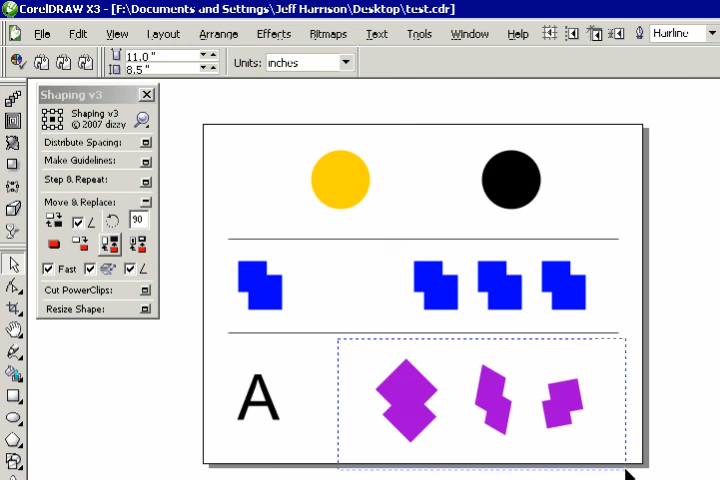 CorelDRAW X3 - [F:\Documents and Settings\Jeff Harrison\Desktop\test.cdr]
File Edit View Layout Arrange Effects Bitmaps Text Tools Window Help Hairline
11.0 "
8.5 "
Units: inches
Shaping v3
Shaping v3
© 2007 dizzy
Distribute Spacing:
Make Guidelines:
Step & Repeat:
Move & Replace:
90
Fast
Cut PowerClips:
Resize Shape:
A